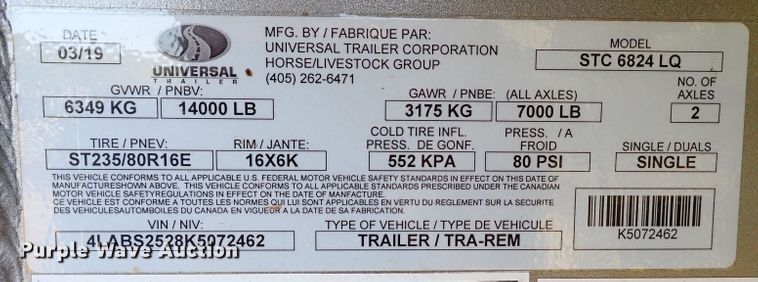 DATE
03/19
UNIVERSAL
TRAILER
MFG. BY / FABRIQUE PAR:
UNIVERSAL TRAILER CORPORATION
HORSE/LIVESTOCK GROUP
(405) 262-6471
MODEL
STC 6824 LQ
GVWR / PNBV:
6349 KG 14000 LB
GAWR / PNBE: (ALL AXLES)
3175 KG 7000 LB
NO. OF
AXLES
2
TIRE / PNEV:
ST235/80R16E
RIM / JANTE:
16X6K
COLD TIRE INFL.
PRESS. DE GONF.
552 KPA
PRESS. / A
FROID
80 PSI
SINGLE / DUALS
SINGLE
THIS VEHICLE CONFORMS TO ALL APPLICABLE U.S. FEDERAL MOTOR VEHICLE SAFETY STANDARDS IN EFFECT ON THIS DATE OF
MANUFACTURESHOWN ABOVE. THIS VEHICLE CONFORMS TO ALL APPLICABLE STANDARDS PRESCRIBED UNDER THE CANADIAN
MOTOR VEHICLE SAFETYREGULATIONS IN EFFECT ON THE DATE OF MANFACTURE.
CE VEHICLE EST CONFORME A TOUTES LES NORMES QUI LUI SONT APPLICABLES EN VERTU DU REGLEMENT SUR LA SECURITE
DES VEHICULESAUTOMBOILES DU CANADA EN VIGUEUR A LA DATE DE SA FABRICATION.
VIN / NIV:
4LABS2528K5072462
TYPE OF VEHICLE / TYPE DE VEHICULE
TRAILER / TRA-REM
K5072462
Purple Wave Auction